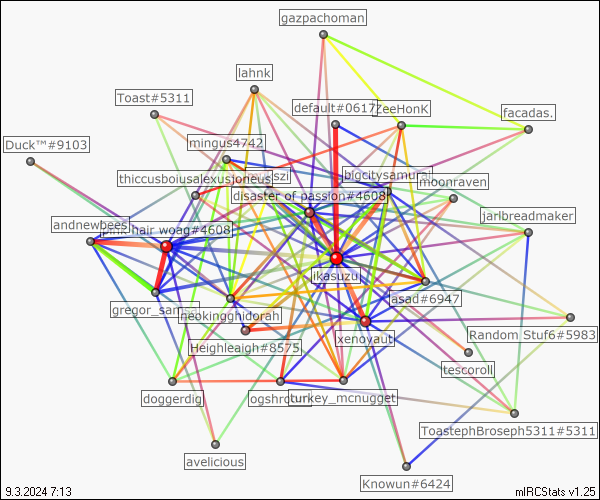 gazpachoman
lahnk
Toast#5311
default#0617
ZeeHonK
facadas.
Duck™#9103
mingus4742
bigcitysamurai
thiccusboiusalexusjoneus
moonraven
disaster of passion#4608
jarlbreadmaker
andnewbees
pink hair woag#4608
ikasuzu
gregor_sam
asad#6947
neokingghidorah
Heighleaigh#8575
xenoyaut
Random Stuf6#5983
tescoroll
doggerdig
ogshro
turkey_mcnugget
ToastephBroseph5311#5311
avelicious
Knowun#6424
9.3.2024 7:13
mIRCStats v1.25